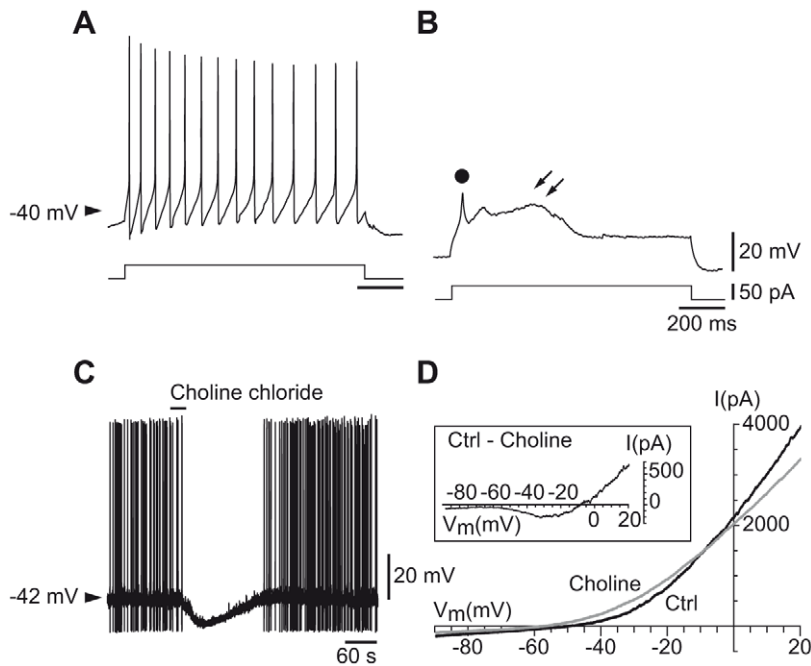 A
B
-40 mV
20 mV
50 pA
200 ms
C
D
Choline chloride
-42 mV
20 mV
60 s
I(pA)
4000
2000
Ctrl - Choline
I(pA)
500
0
-80 -60 -40 -20
0 20
Vm(mV)
Choline
Ctrl
Vm(mV)
-80 -60 -40 -20 0 20